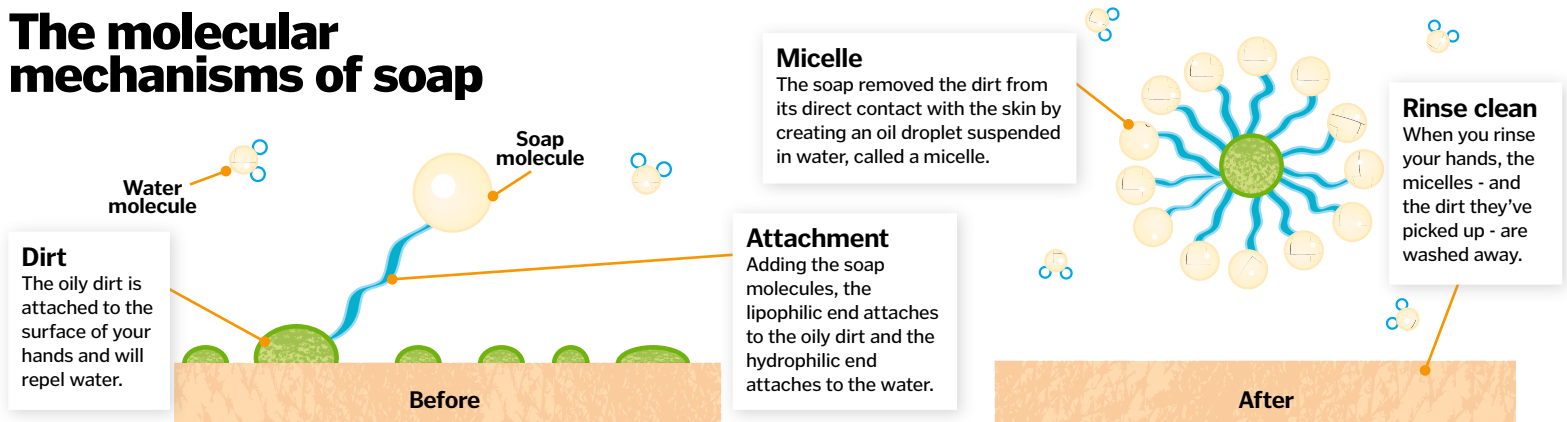 The molecular
mechanisms of soap
Water
molecule
Soap
molecule
Dirt
The oily dirt is
attached to the
surface of your
hands and will
repel water.
Before
Attachment
Adding the soap
molecules, the
lipophilic end attaches
to the oily dirt and the
hydrophilic end
attaches to the water.
Micelle
The soap removed the dirt from
its direct contact with the skin by
creating an oil droplet suspended
in water, called a micelle.
Rinse clean
When you rinse
your hands, the
micelles - and
the dirt they’ve
picked up - are
washed away.
After